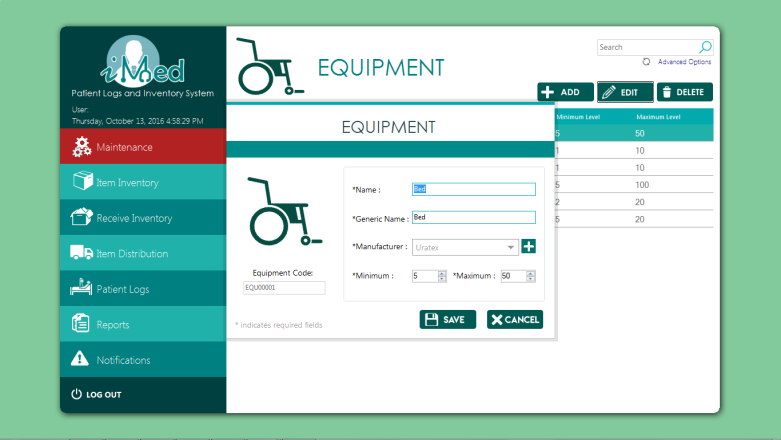 iMed
Patient Logs and Inventory System
User:
Thursday, October 13, 2016 4:58:29 PM
Maintenance
Item Inventory
Receive Inventory
Item Distribution
Patient Logs
Reports
Notifications
LOG OUT
EQUIPMENT
Search
Advanced Options
ADD
EDIT
DELETE
Minimum Level Maximum Level
5 50
1 10
1 10
5 100
2 20
5 20
EQUIPMENT
*Name : Bed
*Generic Name : Bed
*Manufacturer : Uratex
*Minimum : 5 *Maximum : 50
Equipment Code:
EQU00001
* Indicates required fields
SAVE
CANCEL